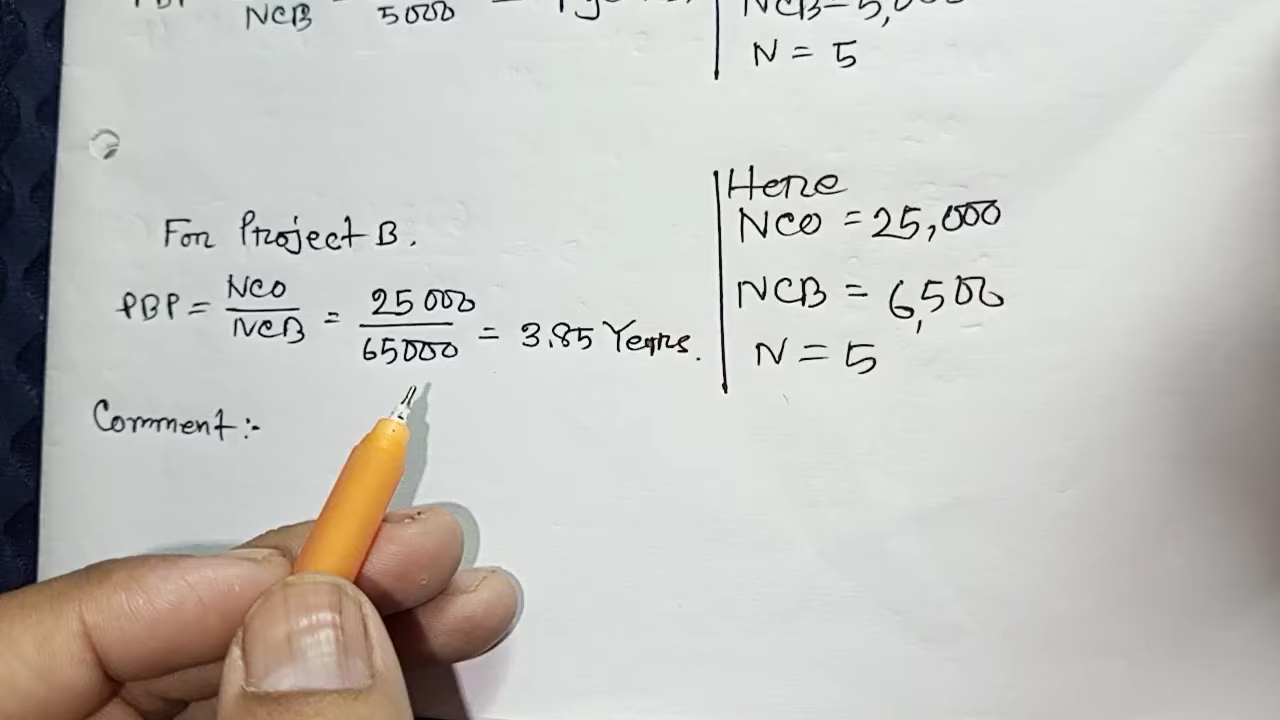 NCB 5000 =
NCB = 5,0
N = 5
For Project B.
PBP = NCO / NCB = 25000 / 65000 = 3.85 Years.
Here
NCO = 25,000
NCB = 6,500
N = 5
Comment :-